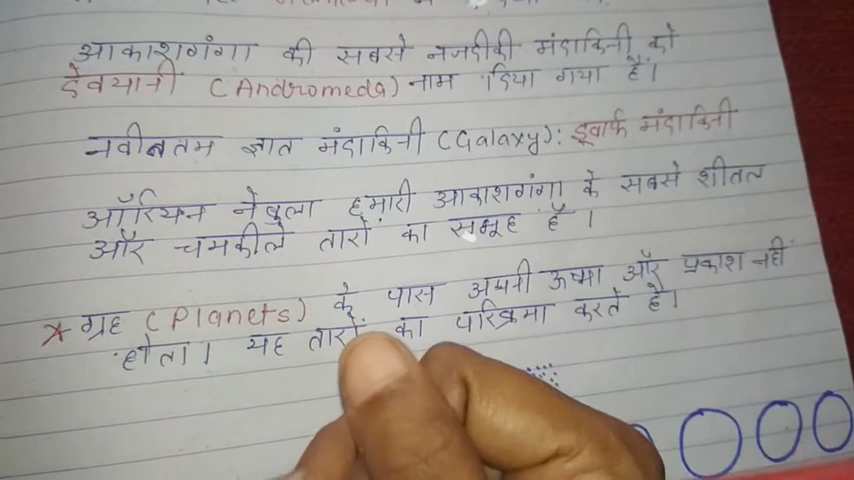 आकाशगंगा की सबसे नजदीकी मंदाकिनी को
देवयानी (Andromeda) नाम दिया गया है।
नवीनतम ज्ञात मंदाकिनी (Galaxy): ड्वार्फ मंदाकिनी
ऑरियन नेबुला हमारी आकाशगंगा के सबसे शीतल
और चमकीले तारों का समूह है।
* ग्रह (Planets) के पास अपनी ऊष्मा और प्रकाश नहीं
होता। यह तारों का परिक्रमा करते है।